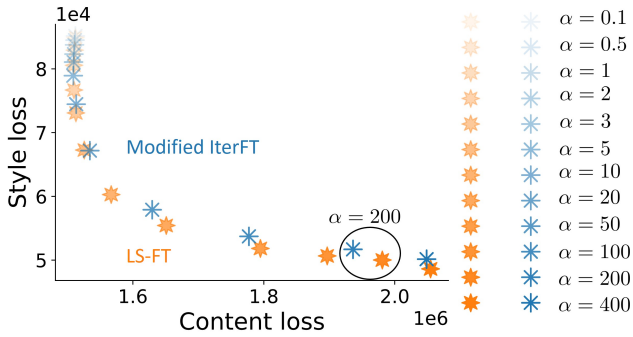 1e4
8
7
6
5
Style loss
Modified IterFT
LS-FT
α = 200
1.6
1.8
2.0
1e6
Content loss
α = 0.1
α = 0.5
α = 1
α = 2
α = 3
α = 5
α = 10
α = 20
α = 50
α = 100
α = 200
α = 400